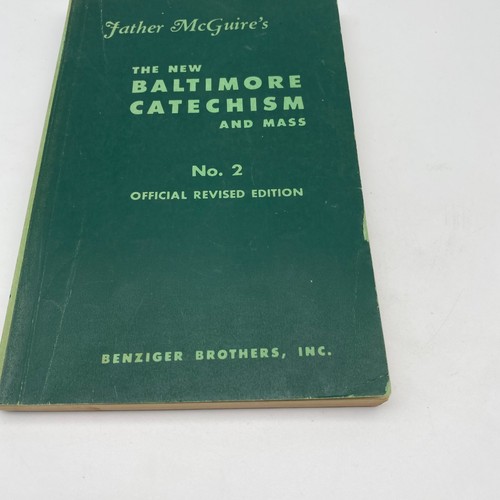 Father McGuire's
THE NEW
BALTIMORE
CATECHISM
AND MASS
No. 2
OFFICIAL REVISED EDITION
BENZIGER BROTHERS, INC.